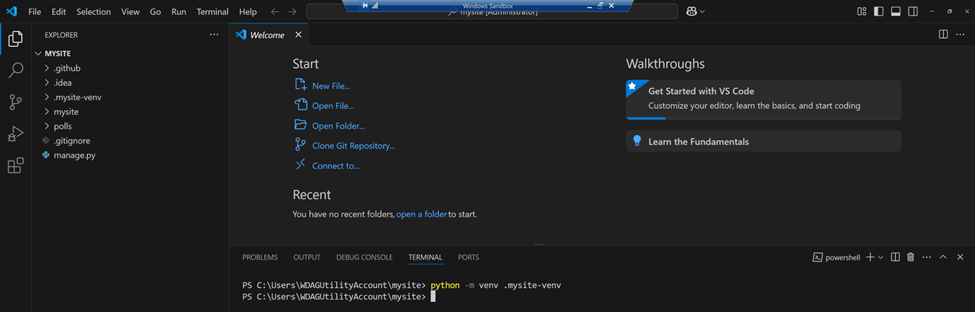 Windows Sandbox
File Edit Selection View Go Run Terminal Help
mysite [Administrator]
EXPLORER
Welcome
MYSITE
.github
.idea
.mysite-venv
mysite
polls
.gitignore
manage.py
Start
New File...
Open File...
Open Folder...
Clone Git Repository...
Connect to...
Recent
You have no recent folders, open a folder to start.
Walkthroughs
Get Started with VS Code
Customize your editor, learn the basics, and start coding
Learn the Fundamentals
PROBLEMS OUTPUT DEBUG CONSOLE TERMINAL PORTS
powershell
PS C:\Users\WDAGUtilityAccount\mysite> python -m venv .mysite-venv
PS C:\Users\WDAGUtilityAccount\mysite>